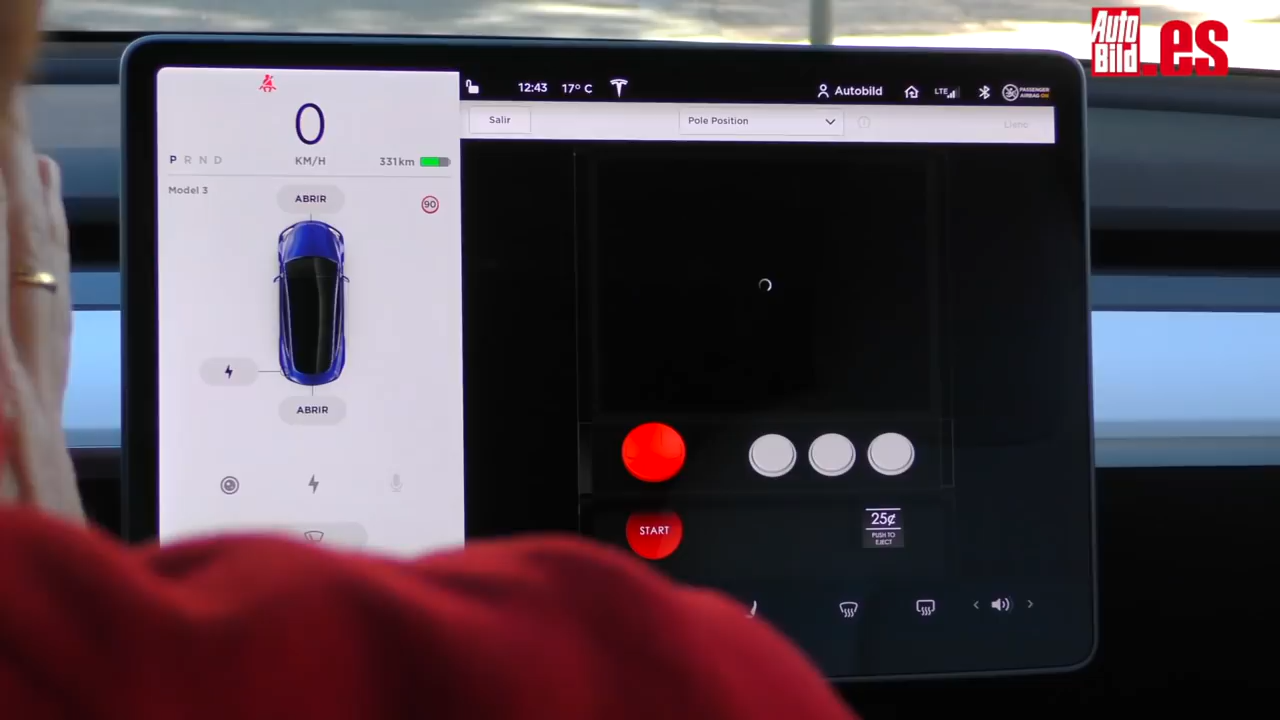 Auto
Bild
.es
12:43 17° C
Autobild
LTE
PASSENGER
AIRBAG ON
0
KM/H
P R N D
331km
Salir
Pole Position
Model 3
ABRIR
90
ABRIR
START
25¢
PUSH TO
EJECT